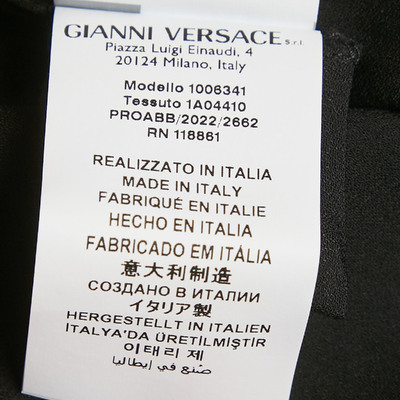 GIANNI VERSACE S.r.l.
Piazza Luigi Einaudi, 4
20124 Milano, Italy
Modello 1006341
Tessuto 1A04410
PROABB/2022/2662
RN 118861
REALIZZATO IN ITALIA
MADE IN ITALY
FABRIQUÉ EN ITALIE
HECHO EN ITALIA
FABRICADO EM ITÁLIA
意大利制造
СОЗДАНО В ИТАЛИИ
イタリア製
HERGESTELLT IN ITALIEN
ITALYA'DA ÜRETİLMİŞTİR
이태리 제
صنع في إيطاليا